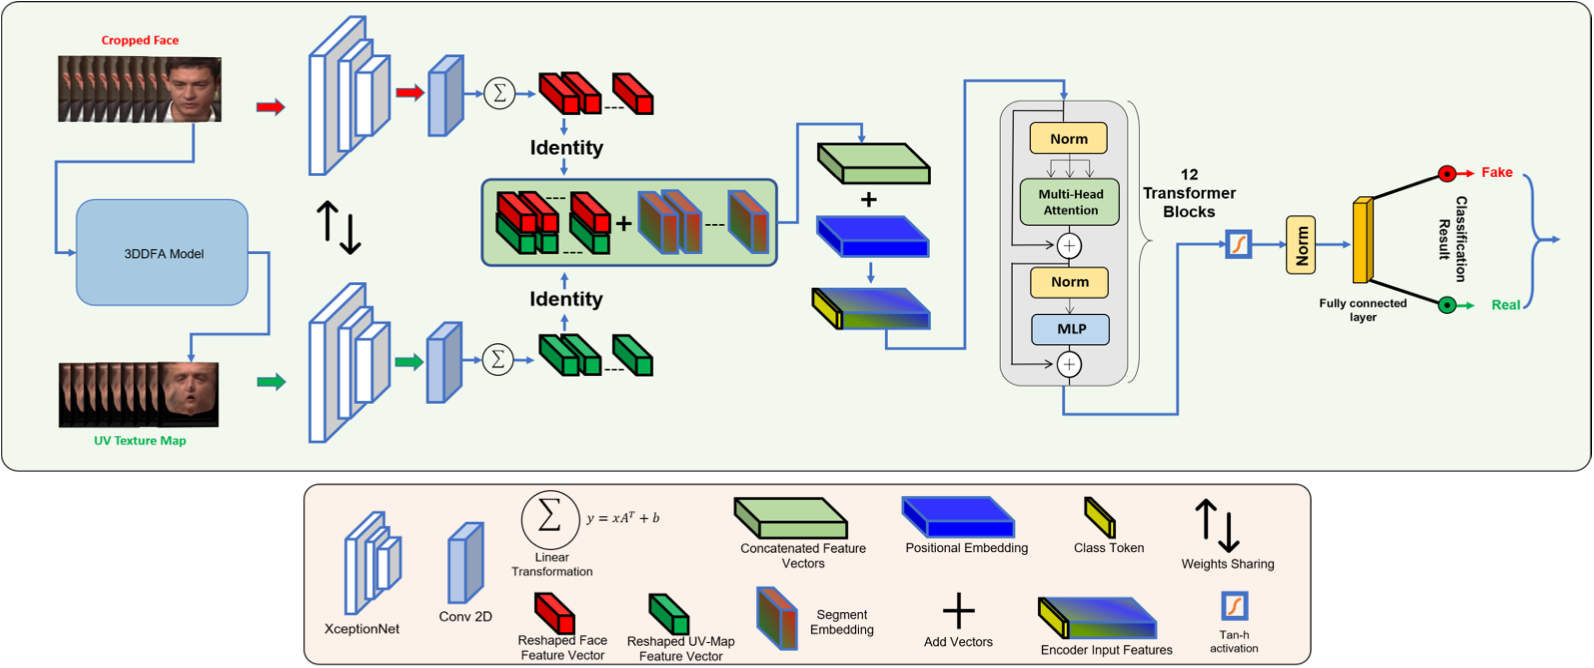 Cropped Face
3DDFA Model
UV Texture Map
∑
Identity
+
Identity
∑
+
Norm
Multi-Head
Attention
+
Norm
MLP
+
12
Transformer
Blocks
Norm
Fully connected
layer
Fake
Classification
Result
Real
XceptionNet
Conv 2D
∑ y = xAᵀ + b
Linear
Transformation
Concatenated Feature
Vectors
Positional Embedding
Class Token
Weights Sharing
Reshaped Face
Feature Vector
Reshaped UV-Map
Feature Vector
Segment
Embedding
Add Vectors
Encoder Input Features
Tan-h
activation